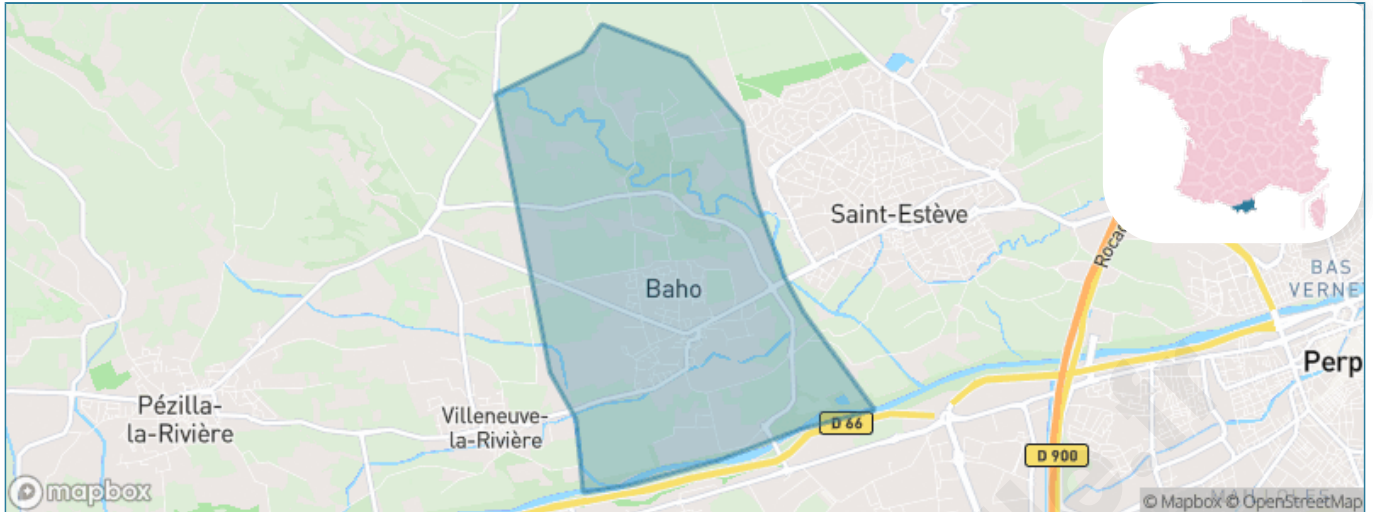 Saint-Estève
Rocad
BAS
VERNE
Baho
Perp
Pézilla-
la-Rivière
Villeneuve-
la-Rivière
D 66
D 900
mapbox
© Mapbox © OpenStreetMap